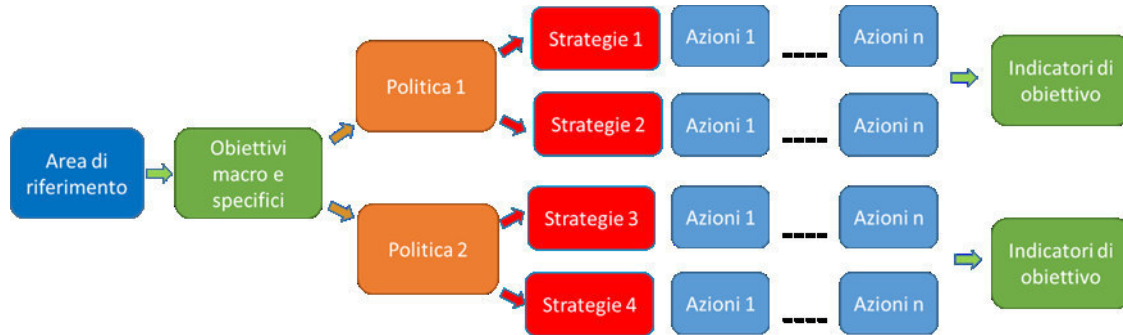 Area di
riferimento
Obiettivi
macro e
specifici
Politica 1
Strategie 1
Azioni 1
Azioni n
Strategie 2
Azioni 1
Azioni n
Indicatori di
obiettivo
Politica 2
Strategie 3
Azioni 1
Azioni n
Strategie 4
Azioni 1
Azioni n
Indicatori di
obiettivo